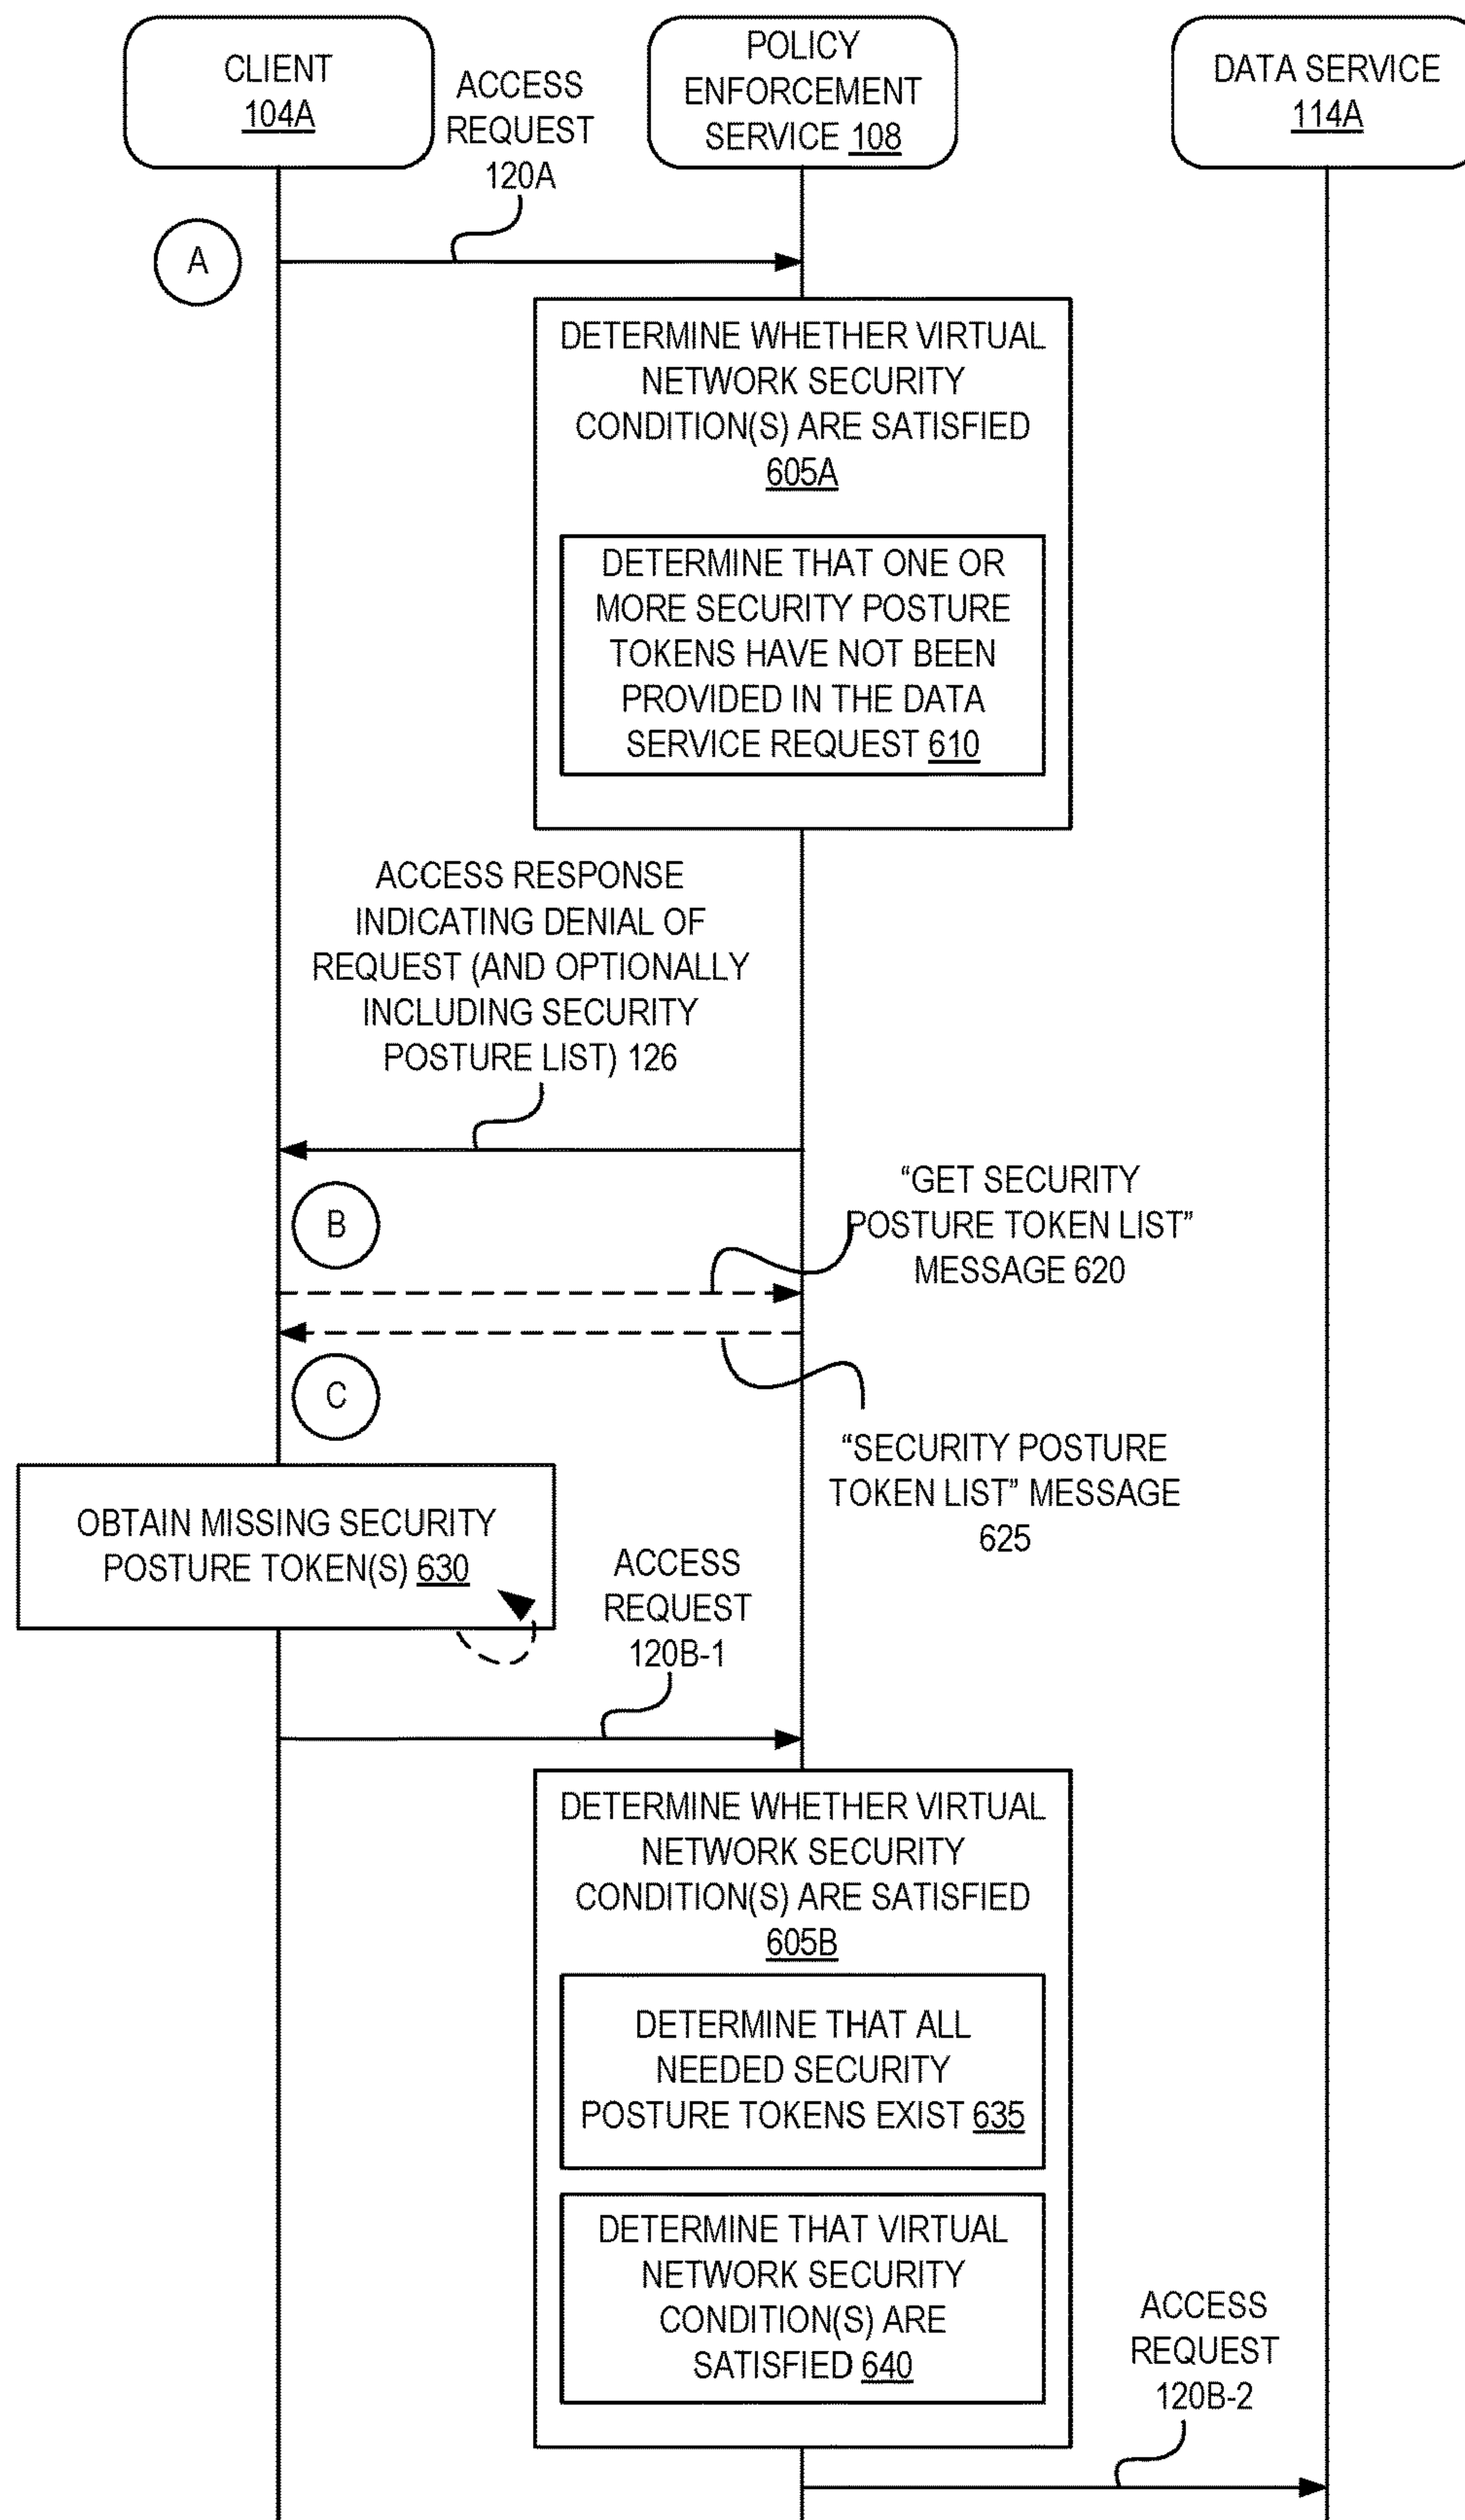 CLIENT
104A
ACCESS
REQUEST
120A
POLICY
ENFORCEMENT
SERVICE 108
DATA SERVICE
114A
A
DETERMINE WHETHER VIRTUAL
NETWORK SECURITY
CONDITION(S) ARE SATISFIED
605A
DETERMINE THAT ONE OR
MORE SECURITY POSTURE
TOKENS HAVE NOT BEEN
PROVIDED IN THE DATA
SERVICE REQUEST 610
ACCESS RESPONSE
INDICATING DENIAL OF
REQUEST (AND OPTIONALLY
INCLUDING SECURITY
POSTURE LIST) 126
B
“GET SECURITY
POSTURE TOKEN LIST”
MESSAGE 620
C
“SECURITY POSTURE
TOKEN LIST” MESSAGE
625
OBTAIN MISSING SECURITY
POSTURE TOKEN(S) 630
ACCESS
REQUEST
120B-1
DETERMINE WHETHER VIRTUAL
NETWORK SECURITY
CONDITION(S) ARE SATISFIED
605B
DETERMINE THAT ALL
NEEDED SECURITY
POSTURE TOKENS EXIST 635
DETERMINE THAT VIRTUAL
NETWORK SECURITY
CONDITION(S) ARE
SATISFIED 640
ACCESS
REQUEST
120B-2